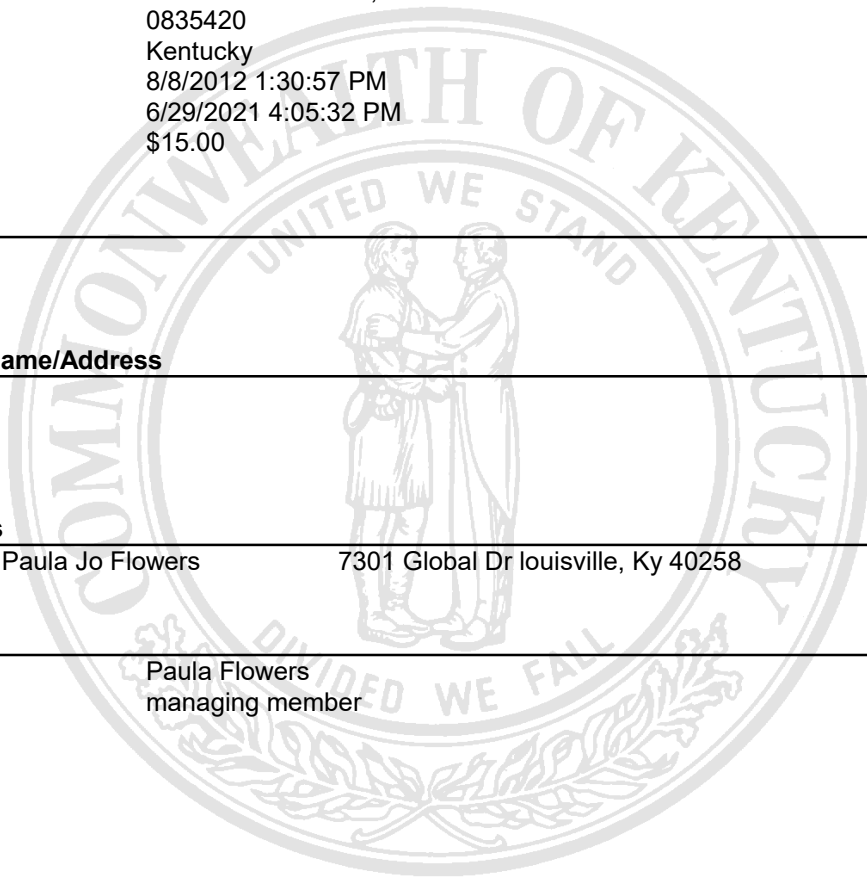 0835420
Kentucky
8/8/2012 1:30:57 PM
6/29/2021 4:05:32 PM
$15.00
COMMONWEALTH OF KENTUCKY
UNITED WE STAND
ame/Address
s
Paula Jo Flowers 7301 Global Dr louisville, Ky 40258
DIVIDED WE FALL
Paula Flowers
managing member